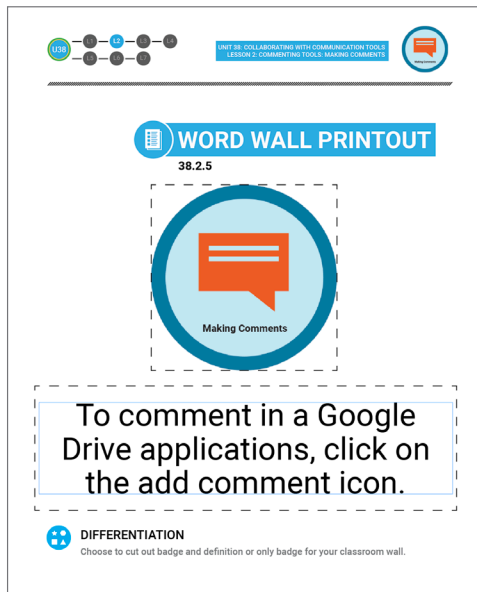 U38
L1 L2 L3 L4
L5 L6 L7
UNIT 38: COLLABORATING WITH COMMUNICATION TOOLS
LESSON 2: COMMENTING TOOLS: MAKING COMMENTS
Making Comments
WORD WALL PRINTOUT
38.2.5
Making Comments
To comment in a Google
Drive applications, click on
the add comment icon.
DIFFERENTIATION
Choose to cut out badge and definition or only badge for your classroom wall.